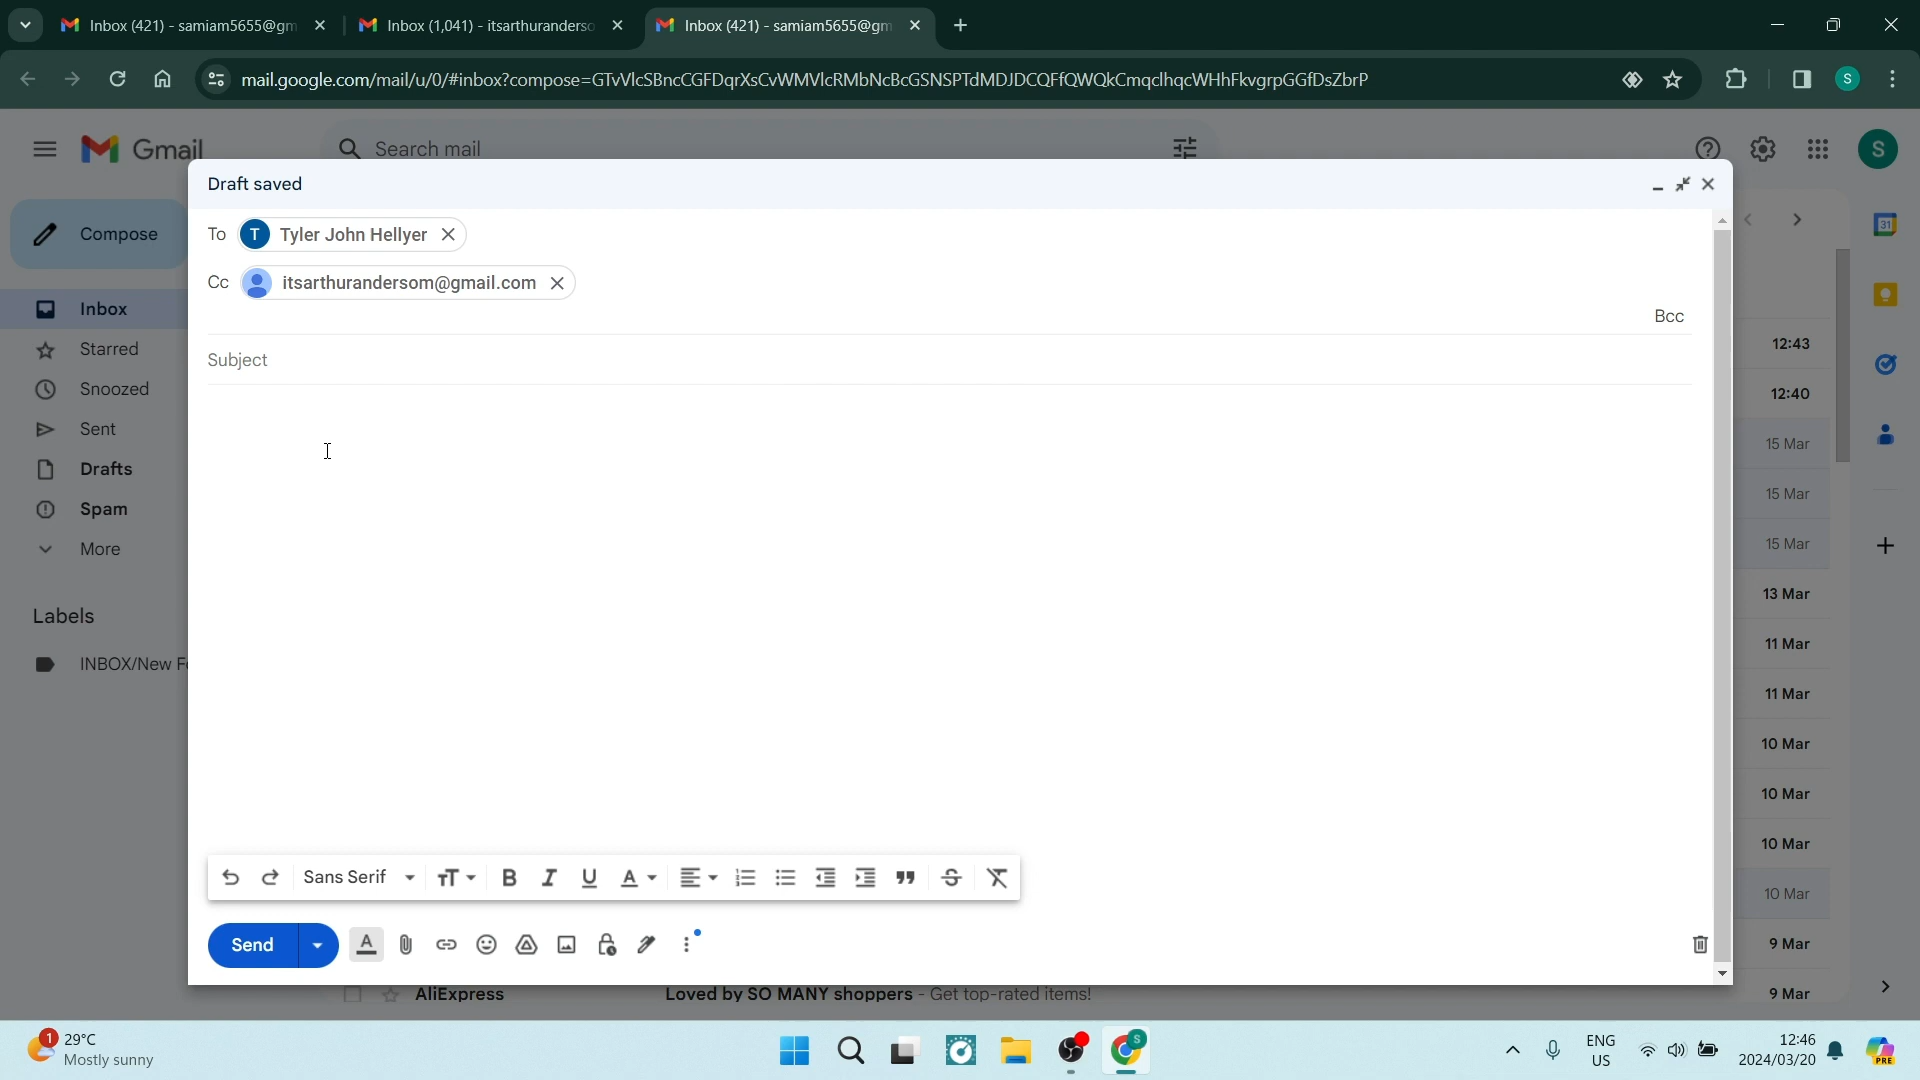 Inbox (421) - samiam5655@gm
Inbox (1,041) - itsarthuranderso
Inbox (421) - samiam5655@gm
mail.google.com/mail/u/0/#inbox?compose=GTvVlcSBncCGFDqrXsCvWMVlcRMbNcBcGSNSPTdMDJDCQFfQWQkCmqclhqcWHhFkvgrpGGfDsZbrP
S
Gmail
Search mail
S
Draft saved
Compose
To T Tyler John Hellyer
31
Cc itsarthurandersom@gmail.com
Inbox
Bcc
Starred
Subject
12:43
Snoozed
12:40
Sent
15 Mar
Drafts
15 Mar
Spam
15 Mar
More
13 Mar
Labels
11 Mar
INBOX/New Fo
11 Mar
10 Mar
10 Mar
10 Mar
Sans Serif
10 Mar
Send
9 Mar
AliExpress
Loved by SO MANY shoppers - Get top-rated items!
9 Mar
1
29°C
Mostly sunny
S
ENG
US
12:46
2024/03/20
PRE